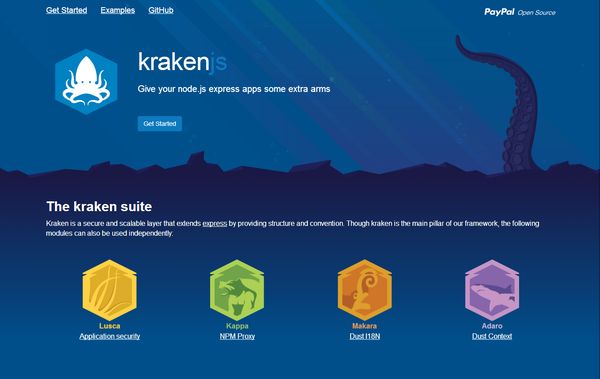 Get Started Examples GitHub PayPal Open Source
krakenjs
Give your node.js express apps some extra arms
Get Started
The kraken suite
Kraken is a secure and scalable layer that extends express by providing structure and convention. Though kraken is the main pillar of our framework, the following
modules can also be used independently:
Lusca Kappa Makara Adaro
Application security NPM Proxy Dust I18N Dust Context